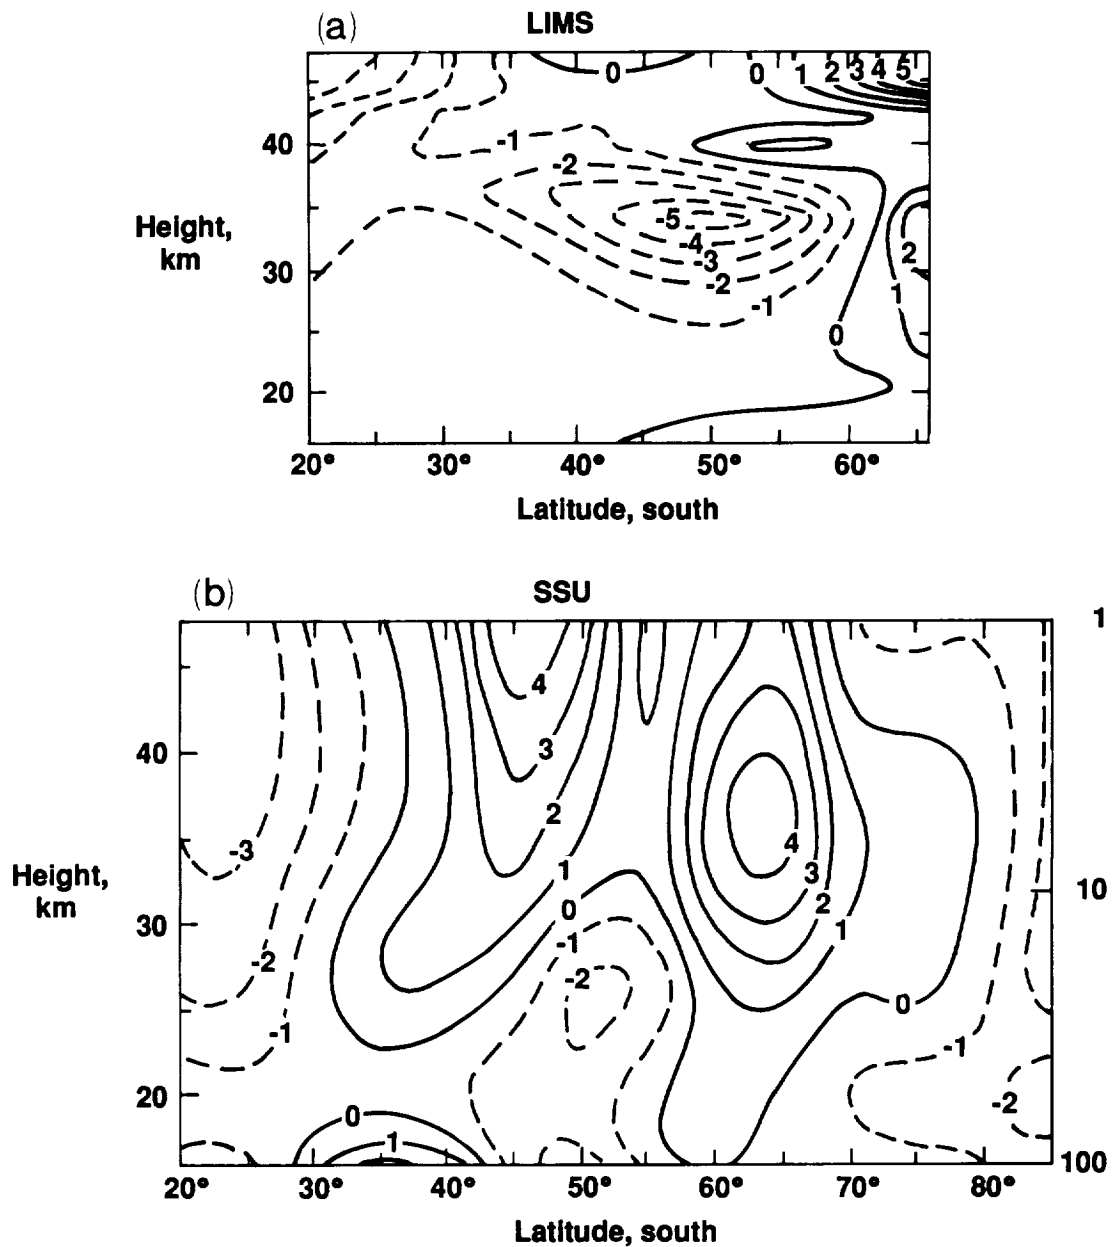 (a) LIMS
0 0 1 2 3 4 5
40 -1
-2
Height,
km
-5
-4
-3
-2
-1
2
1
30
0
20
20° 30° 40° 50° 60°
Latitude, south
(b) SSU
1
4
40 3
2
-3 4
Height,
km
1 3
10
0 2
30 -1 1
-2 -2
0
-1 -1
20 -2
0
1
100
20° 30° 40° 50° 60° 70° 80°
Latitude, south